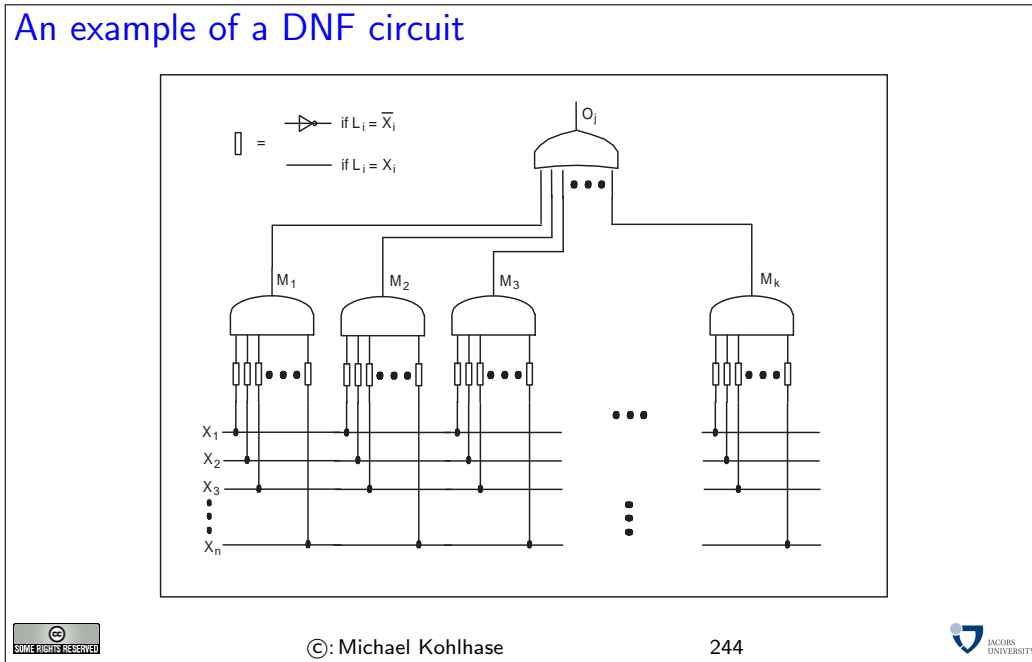 An example of a DNF circuit
= if Lᵢ = X̅ᵢ
if Lᵢ = Xᵢ
Oⱼ
M₁ M₂ M₃ Mₖ
X₁
X₂
X₃
Xₙ
cc
SOME RIGHTS RESERVED
©: Michael Kohlhase 244
JACOBS
UNIVERSITY